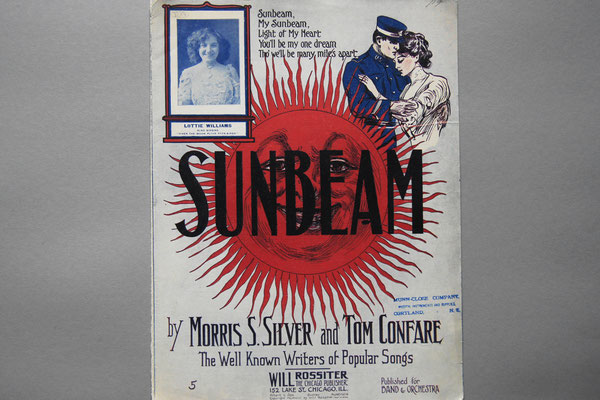 Sunbeam,
My Sunbeam,
Light of My Heart
You'll be my one dream
Tho' we'll be many, miles apart.
LOTTIE WILLIAMS
SUNBEAM
by MORRIS S. SILVER and TOM CONFARE
The Well Known Writers of Popular Songs
MUNN-CLOES COMPANY,
CORTLAND, N. Y.
5
WILL ROSSITER
THE CHICAGO PUBLISHER
152 LAKE ST. CHICAGO, ILL.
Published for
BAND & ORCHESTRA